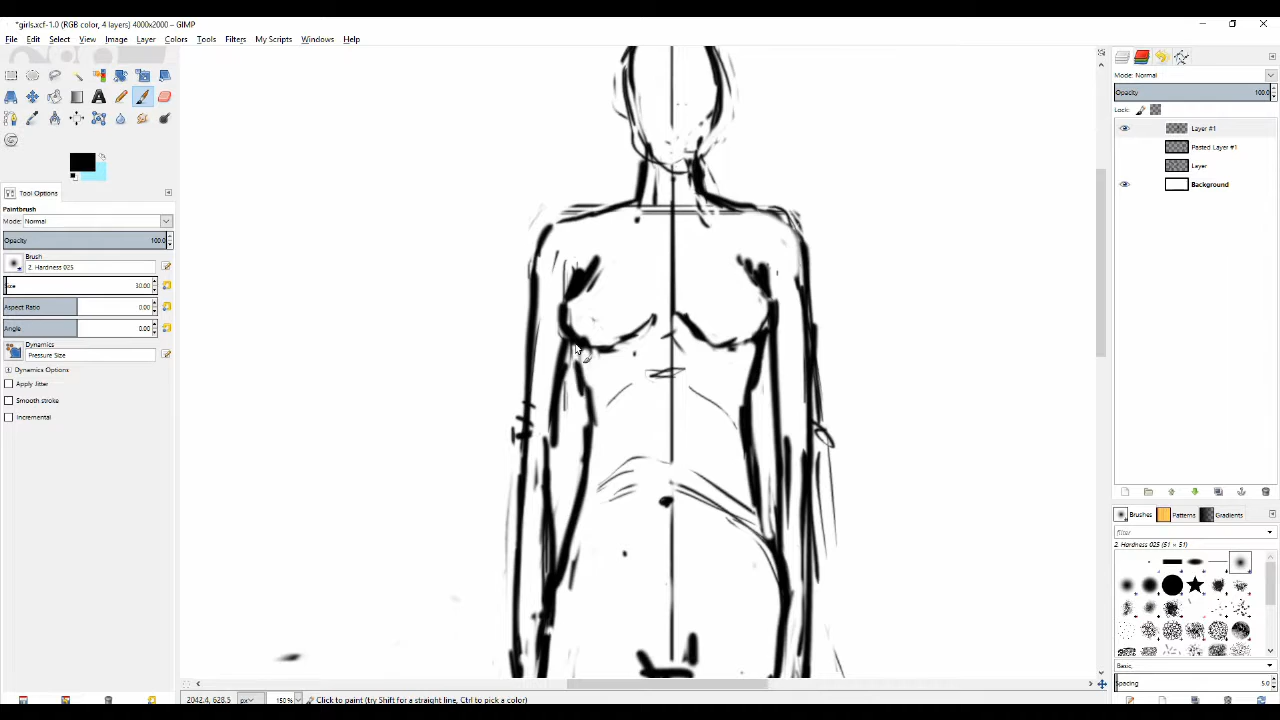 *girls.xcf-1.0 (RGB color, 4 layers) 4000x2000 – GIMP
File Edit Select View Image Layer Colors Tools Filters My Scripts Windows Help
Tool Options
Paintbrush
Mode: Normal
Opacity 100.0
Brush
2. Hardness 025
Size 30.00
Aspect Ratio 0.00
Angle 0.00
Dynamics
Pressure Size
Dynamics Options
Apply Jitter
Smooth stroke
Incremental
Mode: Normal
Opacity 100.0
Lock:
Layer #1
Pasted Layer #1
Layer
Background
Brushes Patterns Gradients
filter
2. Hardness 025 (51 × 51)
Basic,
Spacing 5.0
2042.4, 628.5 px 150% Click to paint (try Shift for a straight line, Ctrl to pick a color)